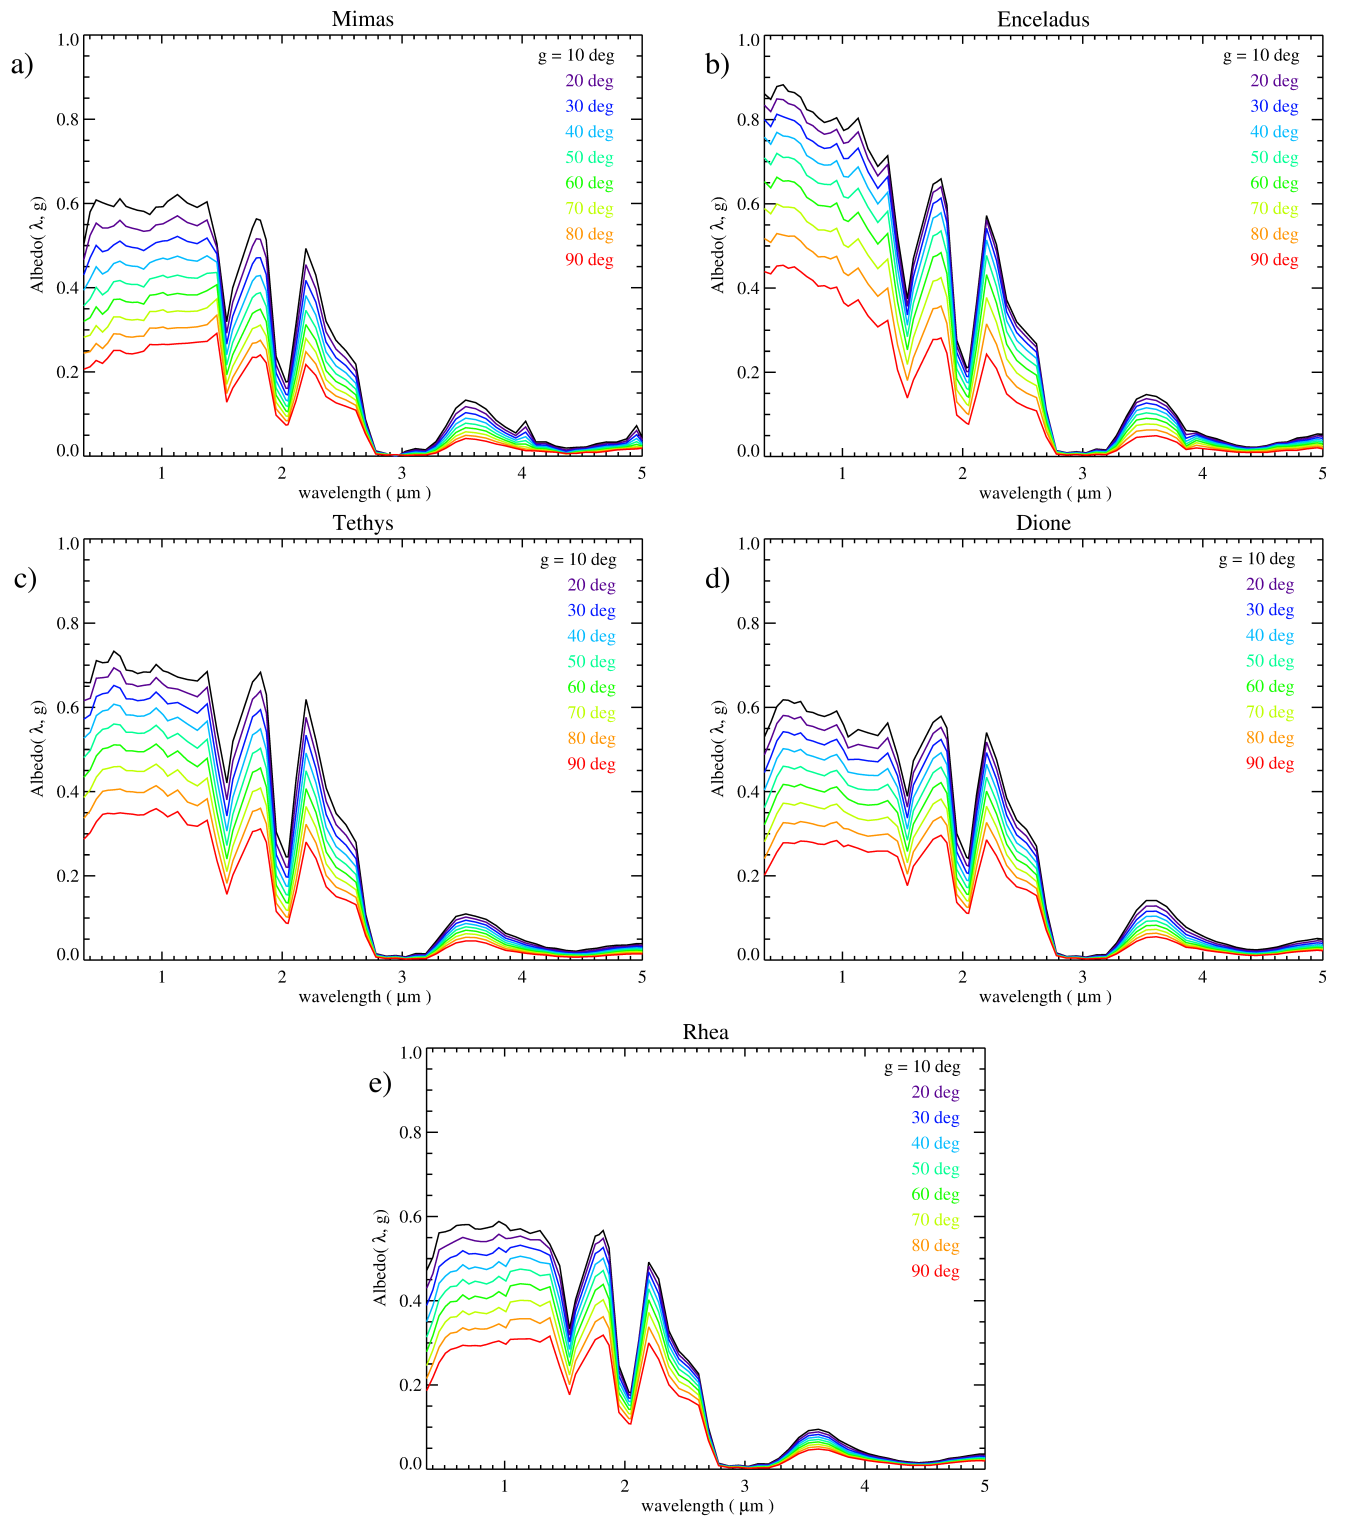 Mimas
a)
1.0
0.8
0.6
0.4
0.2
0.0
Albedo( λ, g)
g = 10 deg
20 deg
30 deg
40 deg
50 deg
60 deg
70 deg
80 deg
90 deg
1 2 3 4 5
wavelength ( μm )
Enceladus
b)
1.0
0.8
0.6
0.4
0.2
0.0
Albedo( λ, g)
g = 10 deg
20 deg
30 deg
40 deg
50 deg
60 deg
70 deg
80 deg
90 deg
1 2 3 4 5
wavelength ( μm )
Tethys
c)
1.0
0.8
0.6
0.4
0.2
0.0
Albedo( λ, g)
g = 10 deg
20 deg
30 deg
40 deg
50 deg
60 deg
70 deg
80 deg
90 deg
1 2 3 4 5
wavelength ( μm )
Dione
d)
1.0
0.8
0.6
0.4
0.2
0.0
Albedo( λ, g)
g = 10 deg
20 deg
30 deg
40 deg
50 deg
60 deg
70 deg
80 deg
90 deg
1 2 3 4 5
wavelength ( μm )
Rhea
e)
1.0
0.8
0.6
0.4
0.2
0.0
Albedo( λ, g)
g = 10 deg
20 deg
30 deg
40 deg
50 deg
60 deg
70 deg
80 deg
90 deg
1 2 3 4 5
wavelength ( μm )